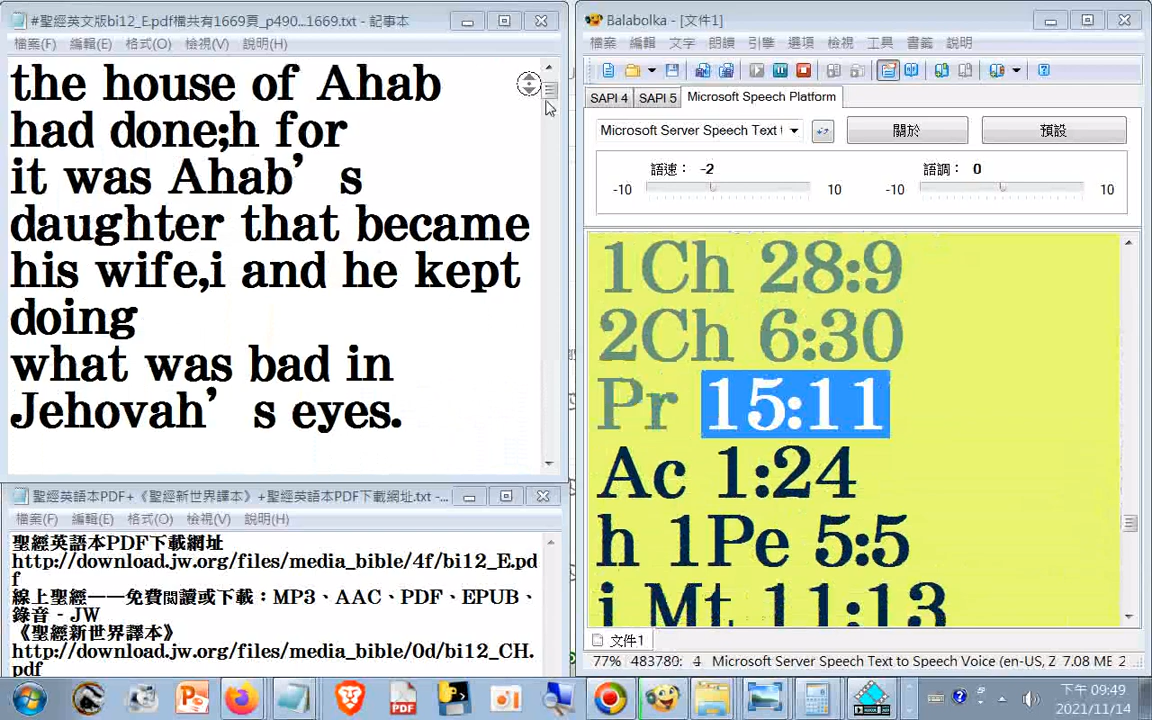 #聖經英文版bi12_E.pdf檔共有1669頁_p490...1669.txt - 記事本
檔案(F) 編輯(E) 格式(O) 檢視(V) 說明(H)
the house of Ahab
had done;h for
it was Ahab’s
daughter that became
his wife,i and he kept
doing
what was bad in
Jehovah’s eyes.
聖經英語本PDF+《聖經新世界譯本》+聖經英語本PDF下載網址.txt - ...
檔案(F) 編輯(E) 格式(O) 檢視(V) 說明(H)
聖經英語本PDF下載網址
http://download.jw.org/files/media_bible/4f/bi12_E.pd
f
線上聖經——免費閱讀或下載：MP3、AAC、PDF、EPUB、
錄音 - JW
《聖經新世界譯本》
http://download.jw.org/files/media_bible/0d/bi12_CH.
pdf
Balabolka - [文件1]
檔案 編輯 文字 朗讀 引擎 選項 檢視 工具 書籤 說明
SAPI 4 SAPI 5 Microsoft Speech Platform
Microsoft Server Speech Text t 關於 預設
語速： -2 語調： 0
-10 10 -10 10
1Ch 28:9
2Ch 6:30
Pr 15:11
Ac 1:24
h 1Pe 5:5
i Mt 11:13
文件1
77% 483789: 4 Microsoft Server Speech Text to Speech Voice (en-US, Z 7.08 MB 2
PDF
下午 09:49
2021/11/14